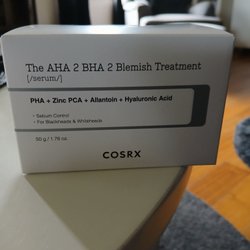 The AHA 2 BHA 2 Blemish Treatment
[/serum/]
PHA + Zinc PCA + Allantoin + Hyaluronic Acid
• Sebum Control
• For Blackheads & Whiteheads
50 g / 1.76 oz.
COSRX